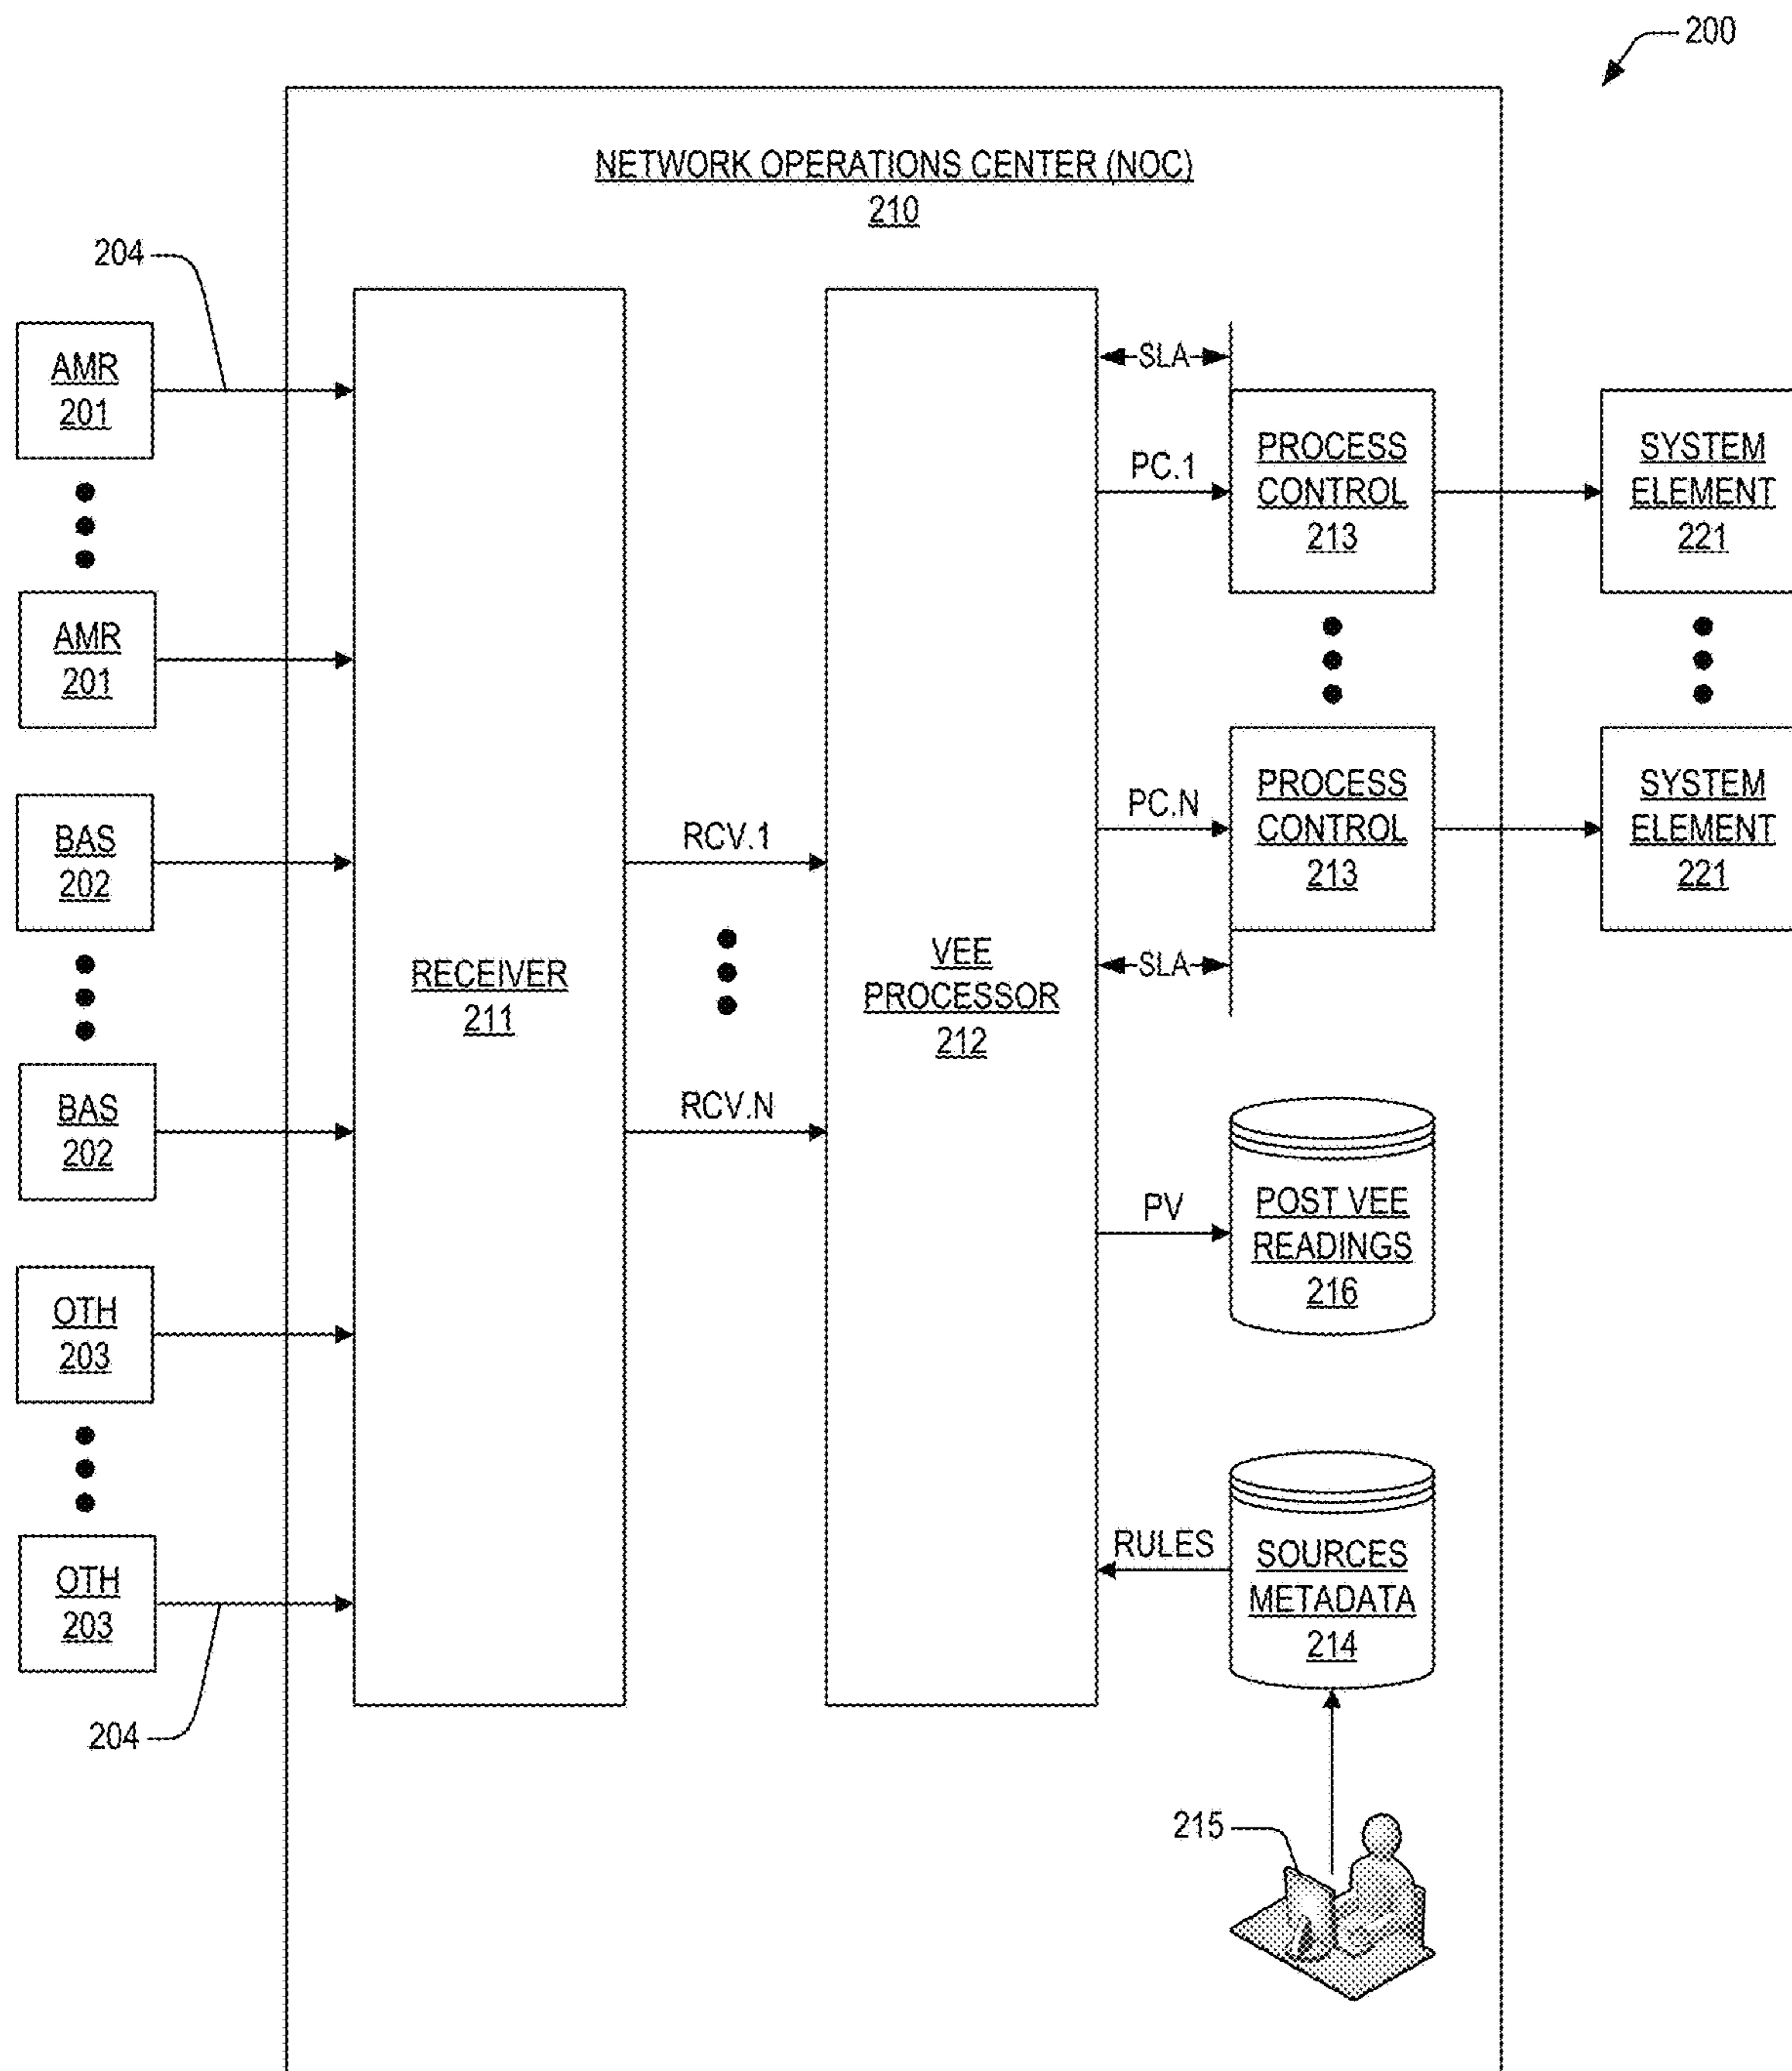 200
NETWORK OPERATIONS CENTER (NOC)
210
204
AMR
201
AMR
201
BAS
202
BAS
202
OTH
203
OTH
203
204
RECEIVER
211
RCV.1
RCV.N
VEE
PROCESSOR
212
SLA
PC.1
PROCESS
CONTROL
213
SYSTEM
ELEMENT
221
PC.N
PROCESS
CONTROL
213
SYSTEM
ELEMENT
221
SLA
PV
POST VEE
READINGS
216
RULES
SOURCES
METADATA
214
215